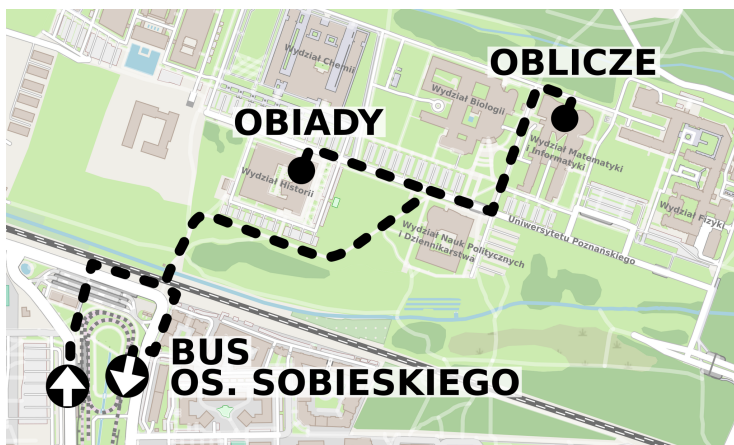 OBLICZE
Wydział Chemii
Wydział Biologii
OBIADY
Wydział Matematyki
i Informatyki
Wydział Historii
Wydział Fizyki
Uniwersytetu Poznańskiego
Wydział Nauk Politycznych
i Dziennikarstwa
BUS
OS. SOBIESKIEGO